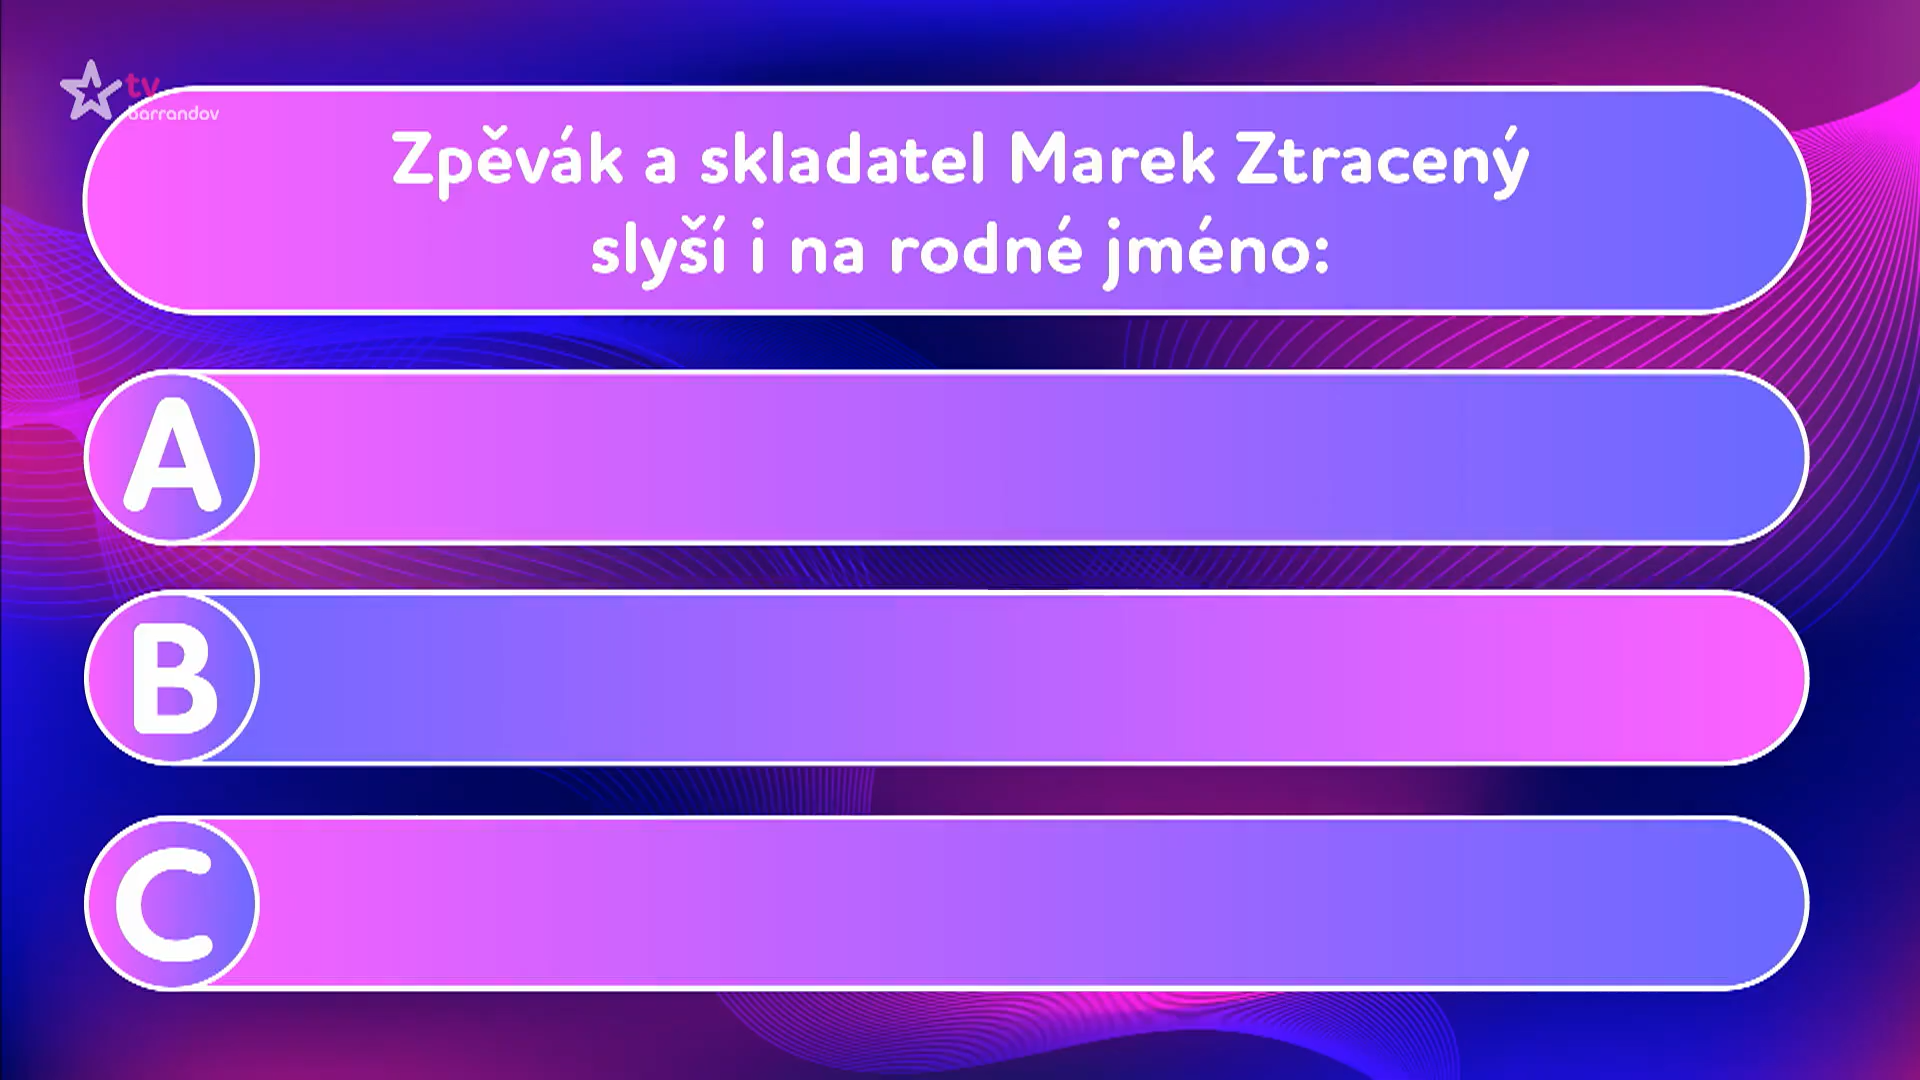 tv
barrandov
Zpěvák a skladatel Marek Ztracený
slyší i na rodné jméno:
A
B
C